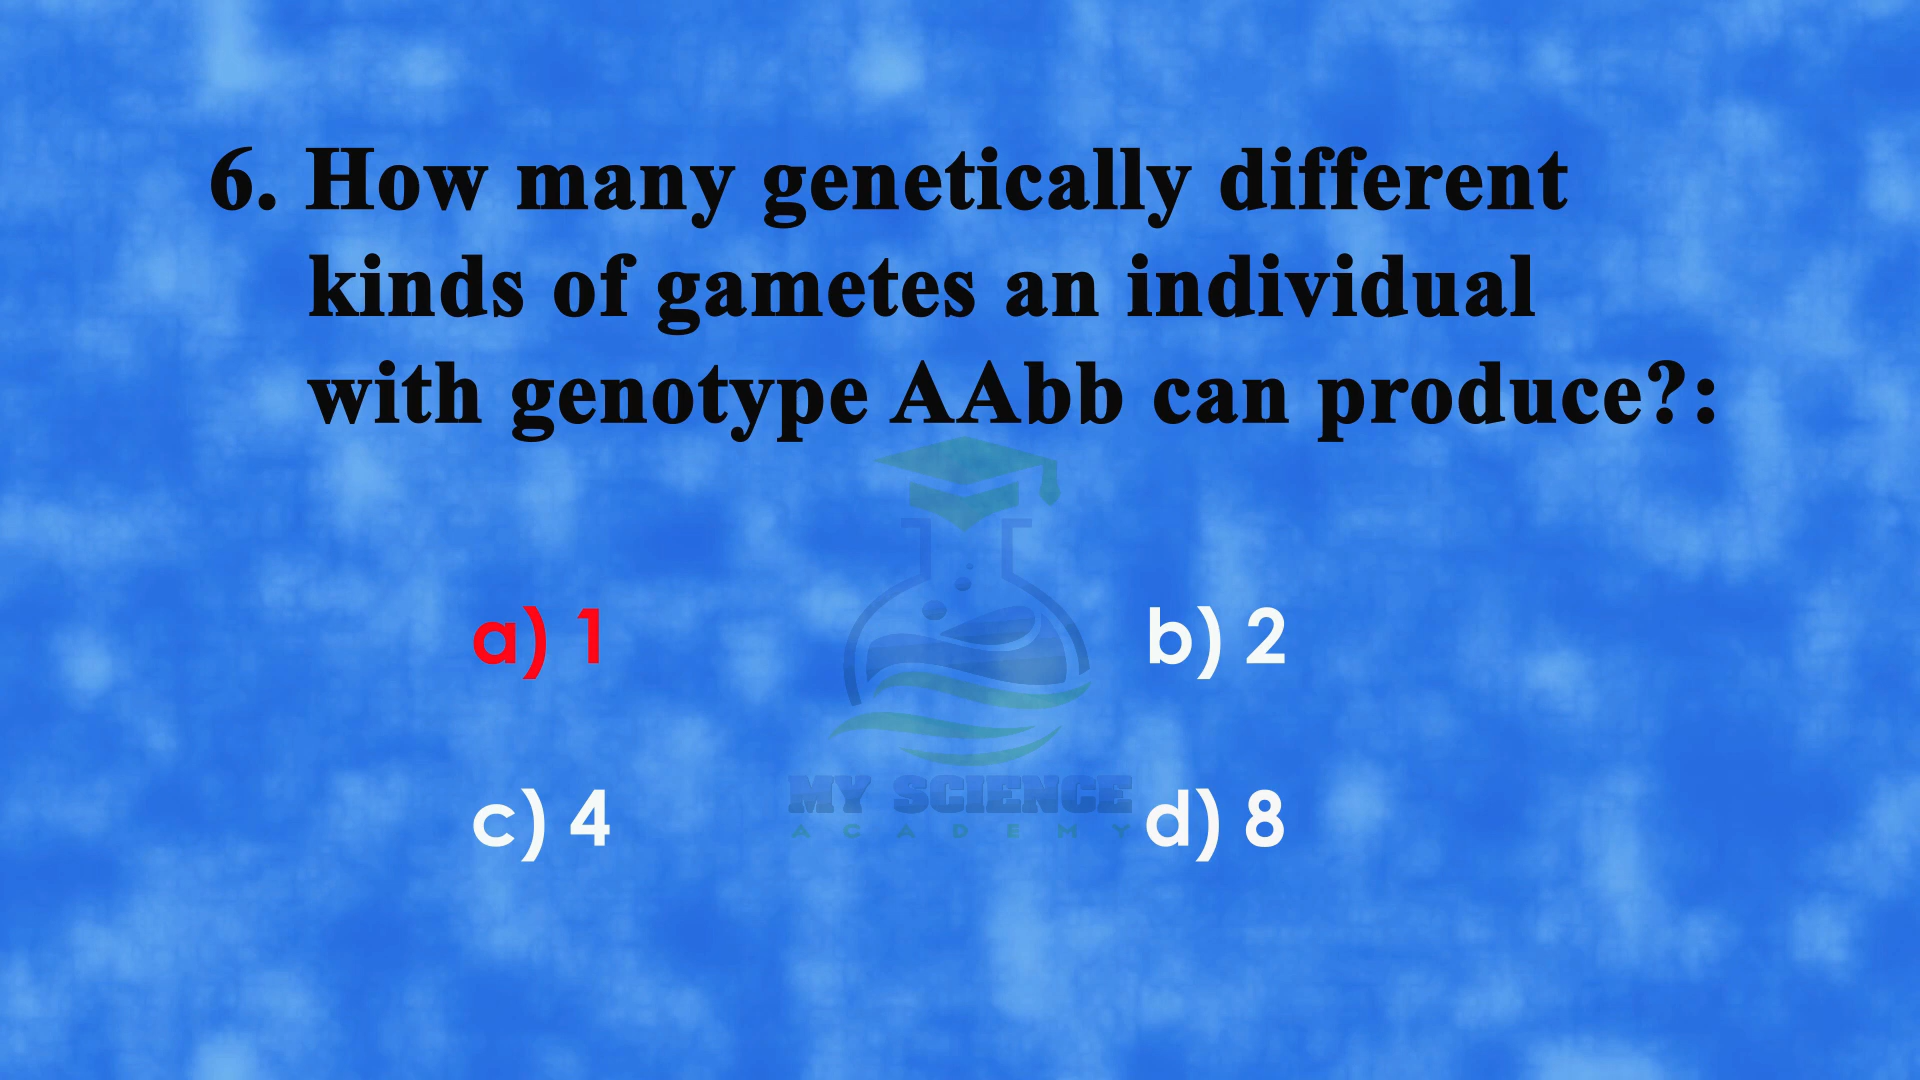 6. How many genetically different
kinds of gametes an individual
with genotype AAbb can produce?:
a) 1
b) 2
c) 4
d) 8
MY SCIENCE
ACADEMY